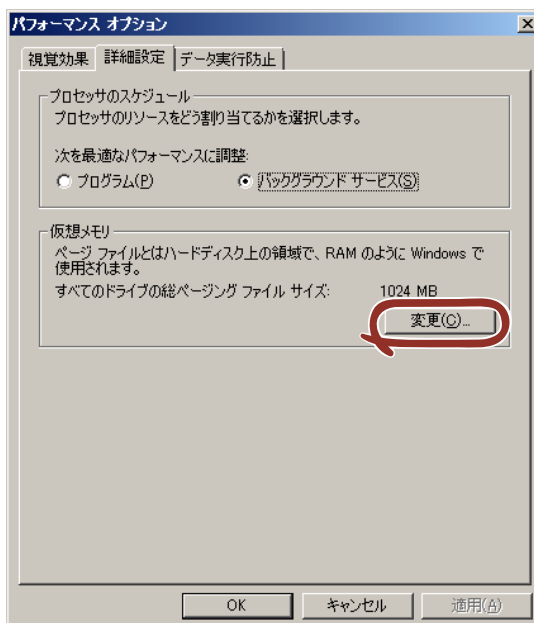 パフォーマンス オプション
視覚効果 詳細設定 データ実行防止
プロセッサのスケジュール
プロセッサのリソースをどう割り当てるかを選択します。
次を最適なパフォーマンスに調整:
プログラム(P) バックグラウンド サービス(S)
仮想メモリ
ページ ファイルとはハードディスク上の領域で、RAM のように Windows で
使用されます。
すべてのドライブの総ページング ファイル サイズ: 1024 MB
変更(C)...
OK キャンセル 適用(A)